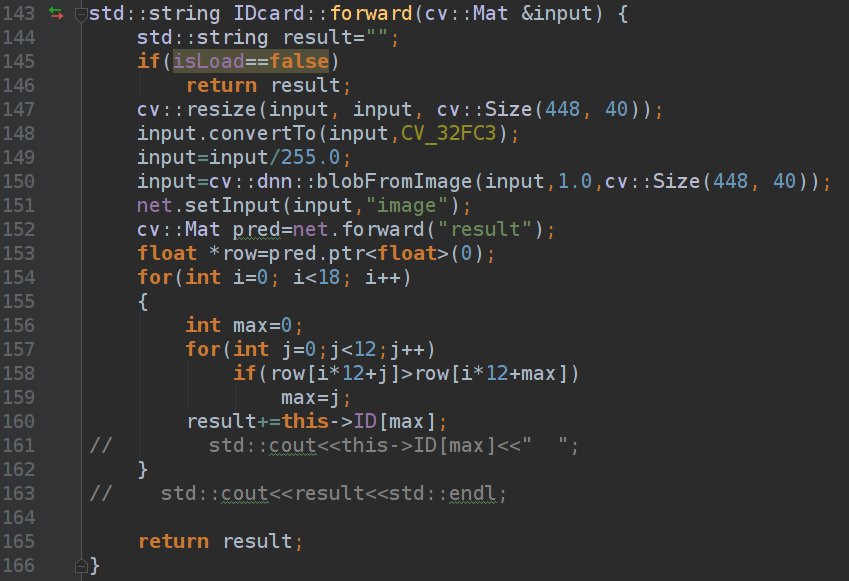 143 std::string IDcard::forward(cv::Mat &input) {
144     std::string result="";
145     if(isLoad==false)
146         return result;
147     cv::resize(input, input, cv::Size(448, 40));
148     input.convertTo(input,CV_32FC3);
149     input=input/255.0;
150     input=cv::dnn::blobFromImage(input,1.0,cv::Size(448, 40));
151     net.setInput(input,"image");
152     cv::Mat pred=net.forward("result");
153     float *row=pred.ptr<float>(0);
154     for(int i=0; i<18; i++)
155     {
156         int max=0;
157         for(int j=0;j<12;j++)
158             if(row[i*12+j]>row[i*12+max])
159                 max=j;
160         result+=this->ID[max];
161 //        std::cout<<this->ID[max]<<"  ";
162     }
163 //    std::cout<<result<<std::endl;
164
165     return result;
166 }